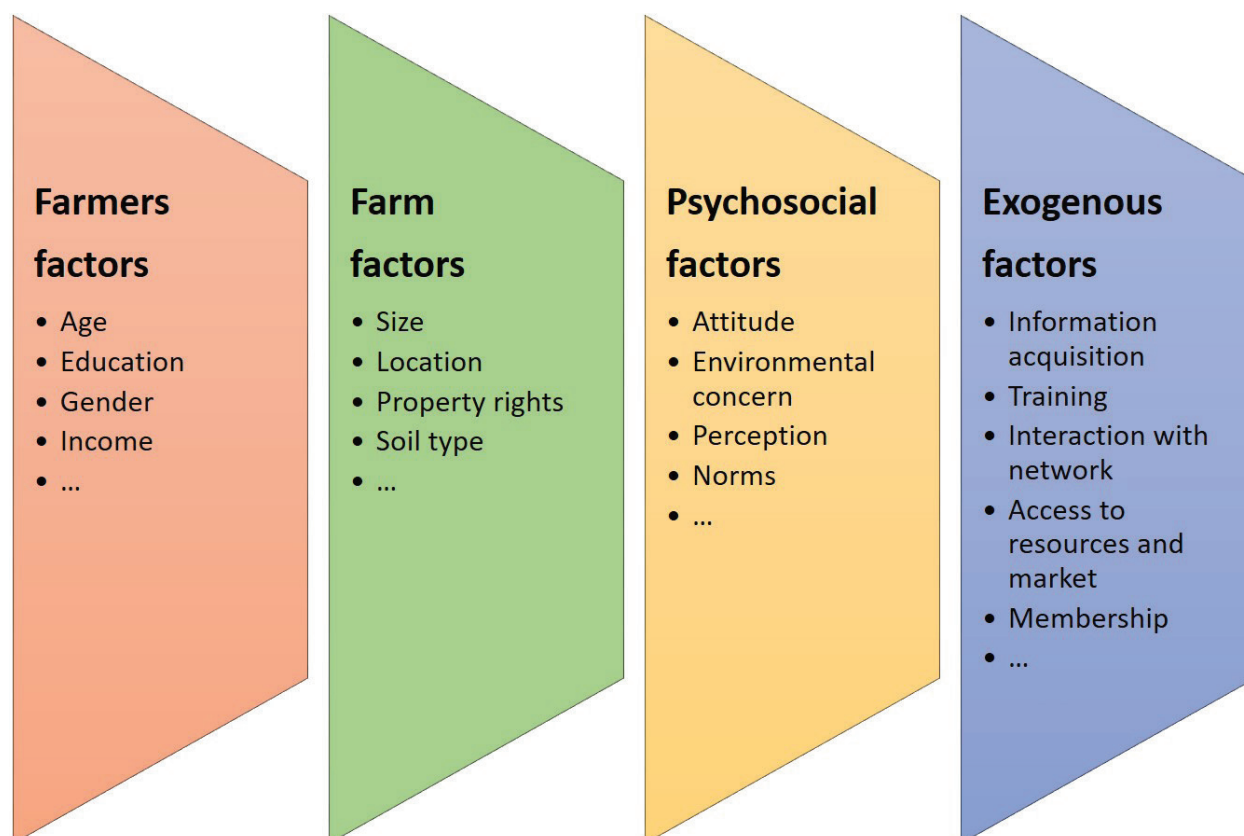 Farmers
factors
• Age
• Education
• Gender
• Income
• ...
Farm
factors
• Size
• Location
• Property rights
• Soil type
• ...
Psychosocial
factors
• Attitude
• Environmental
concern
• Perception
• Norms
• ...
Exogenous
factors
• Information
acquisition
• Training
• Interaction with
network
• Access to
resources and
market
• Membership
• ...